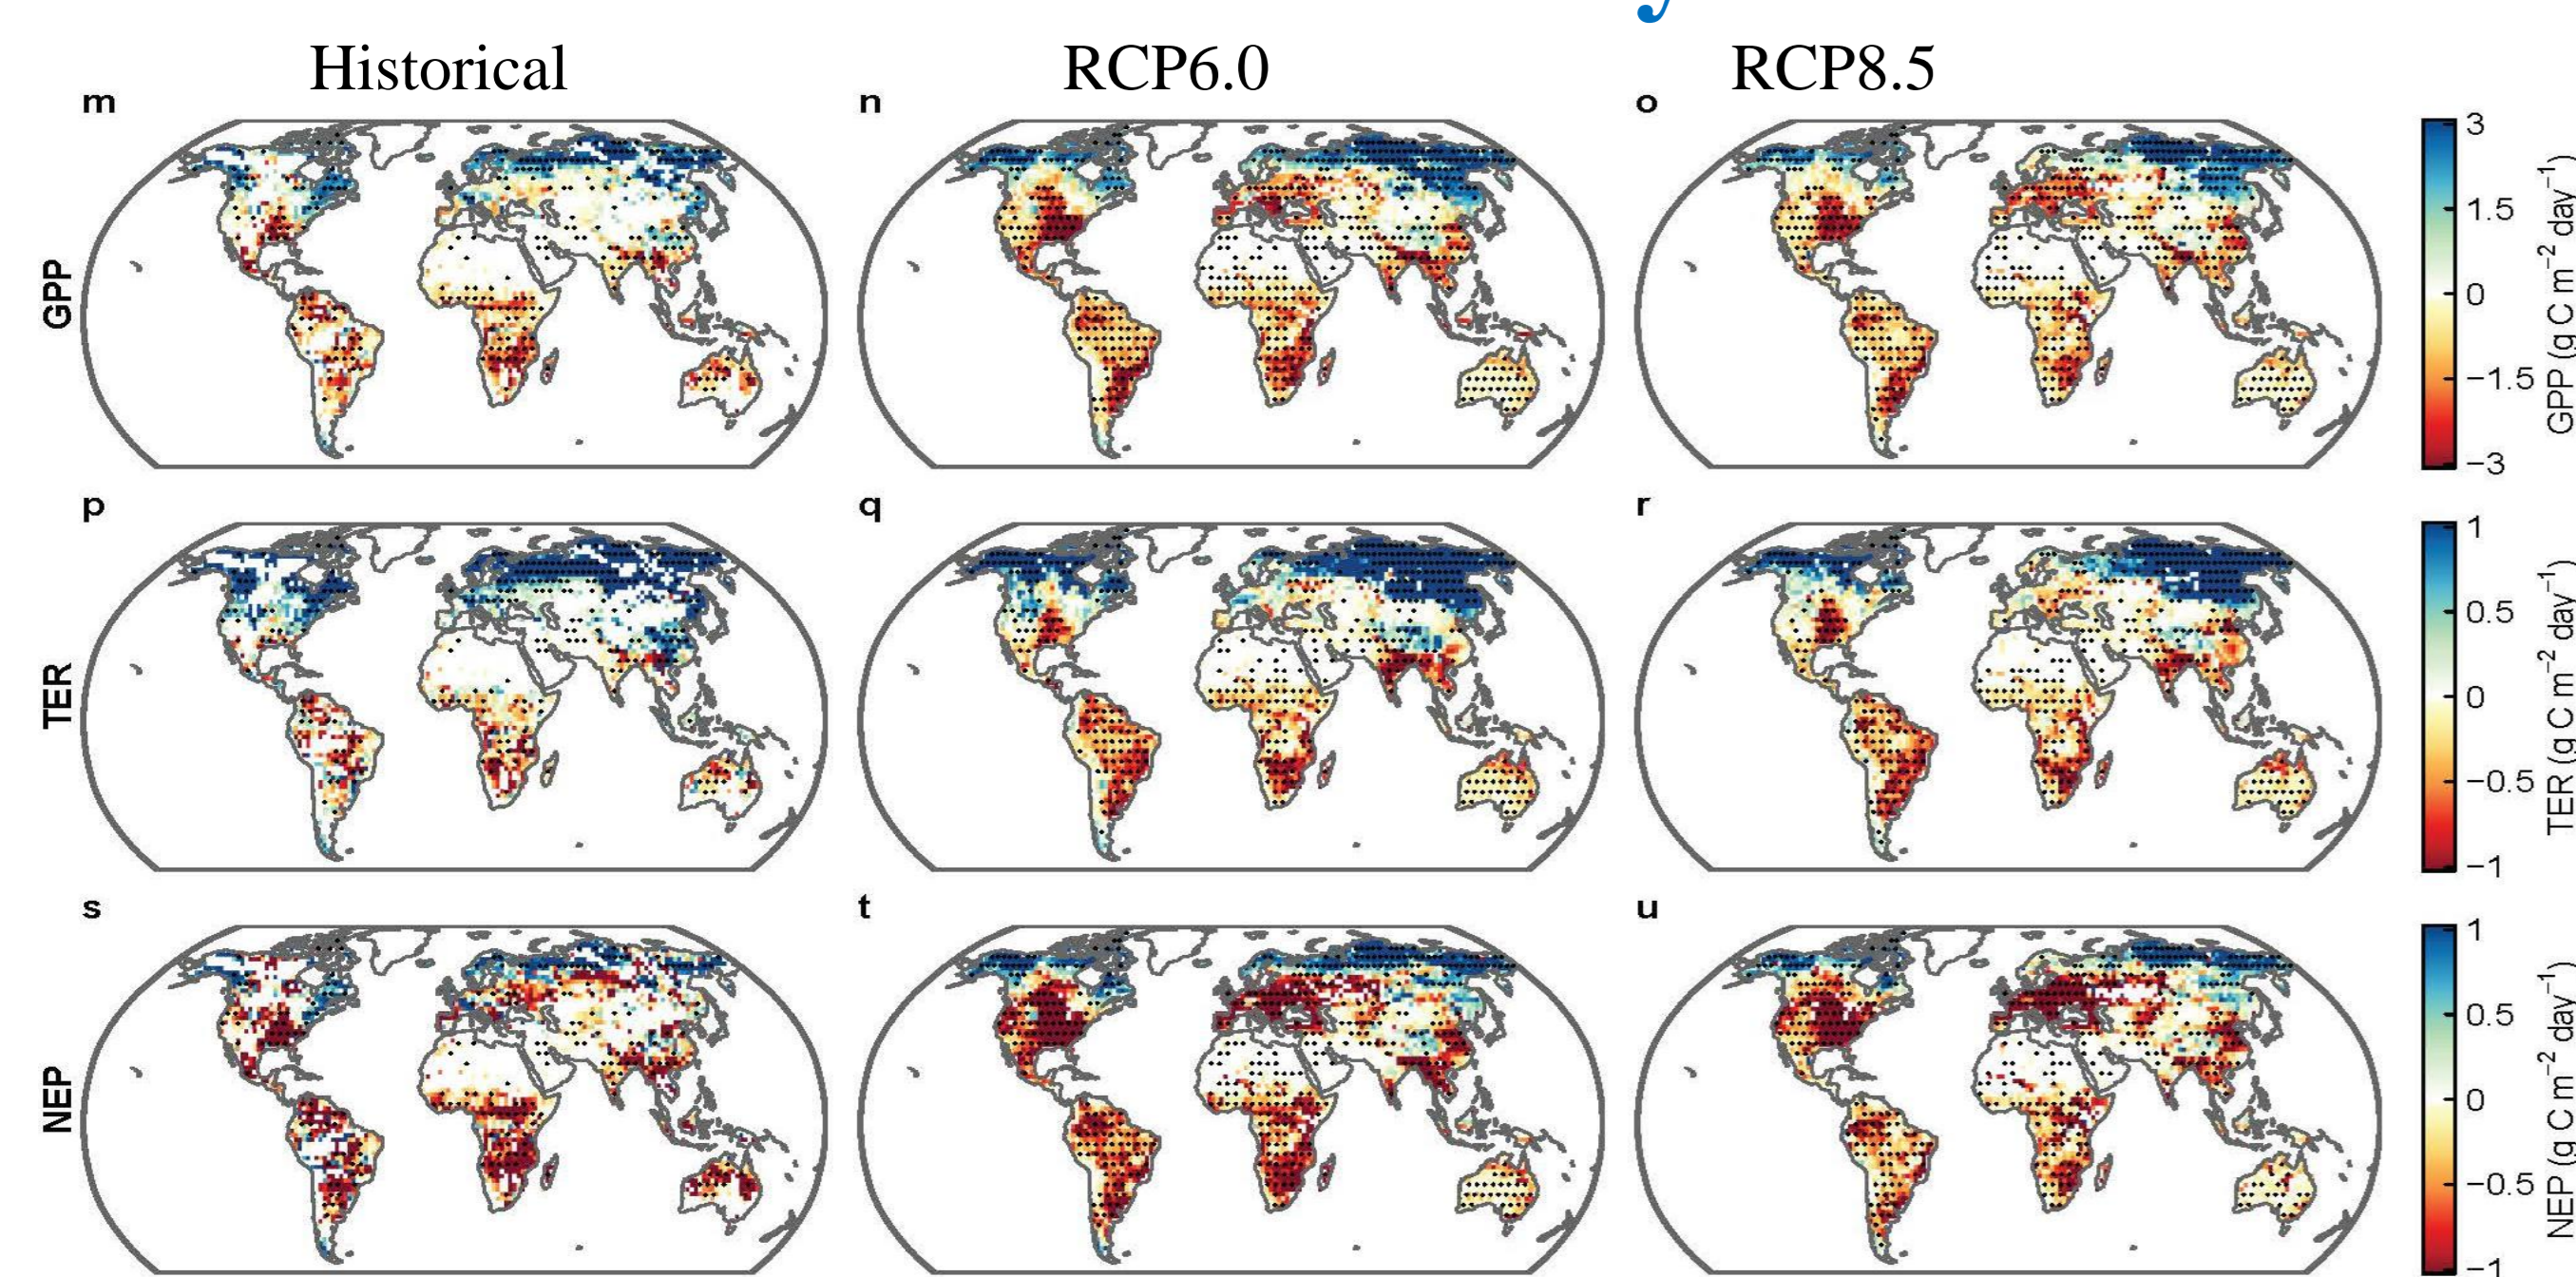 Historical RCP6.0 RCP8.5
m n o
GPP
3
1.5
0
−1.5
−3
GPP (g C m⁻² day⁻¹)
p q r
TER
1
0.5
0
−0.5
−1
TER (g C m⁻² day⁻¹)
s t u
NEP
1
0.5
0
−0.5
−1
NEP (g C m⁻² day⁻¹)